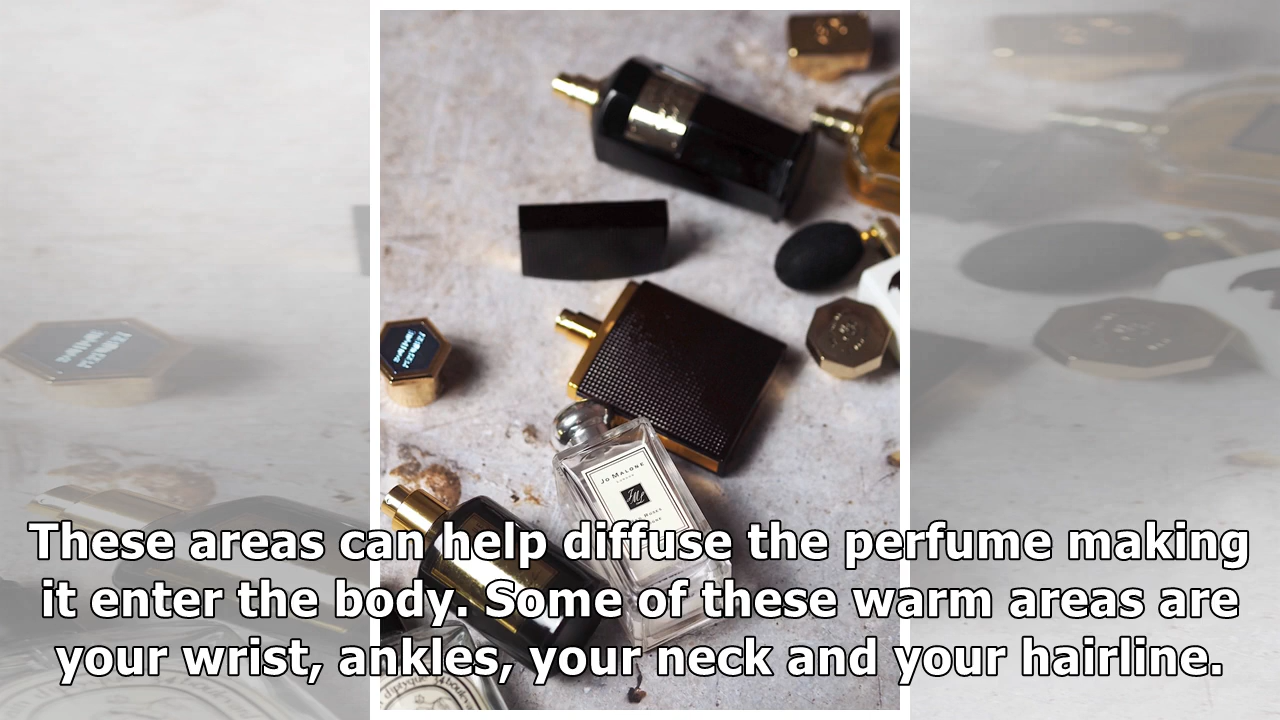 JO MALONE
LONDON
These areas can help diffuse the perfume making
it enter the body. Some of these warm areas are
your wrist, ankles, your neck and your hairline.